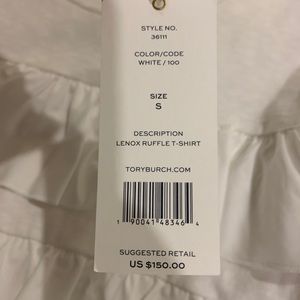 STYLE NO.
36111
COLOR/CODE
WHITE / 100
SIZE
S
DESCRIPTION
LENOX RUFFLE T-SHIRT
TORYBURCH.COM
1 90041 48346 4
SUGGESTED RETAIL
US $150.00